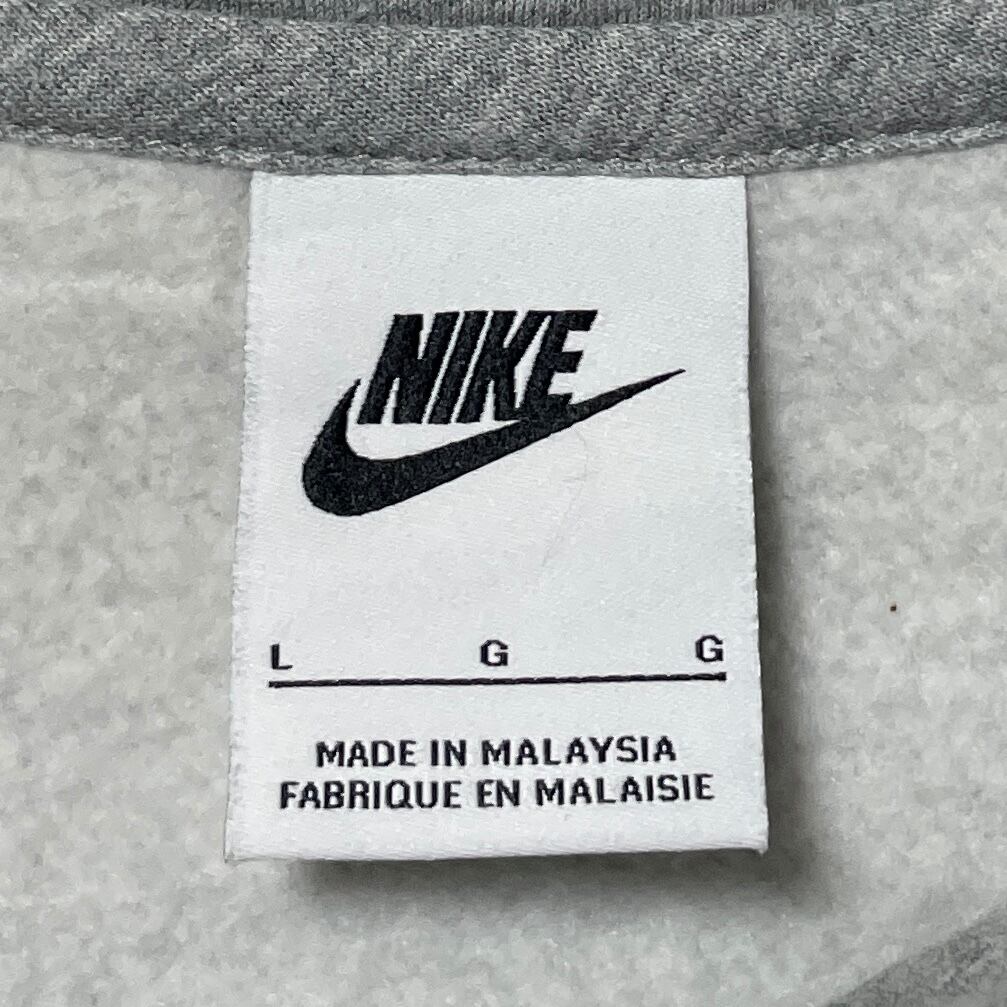 NIKE
L G G
MADE IN MALAYSIA
FABRIQUE EN MALAISIE